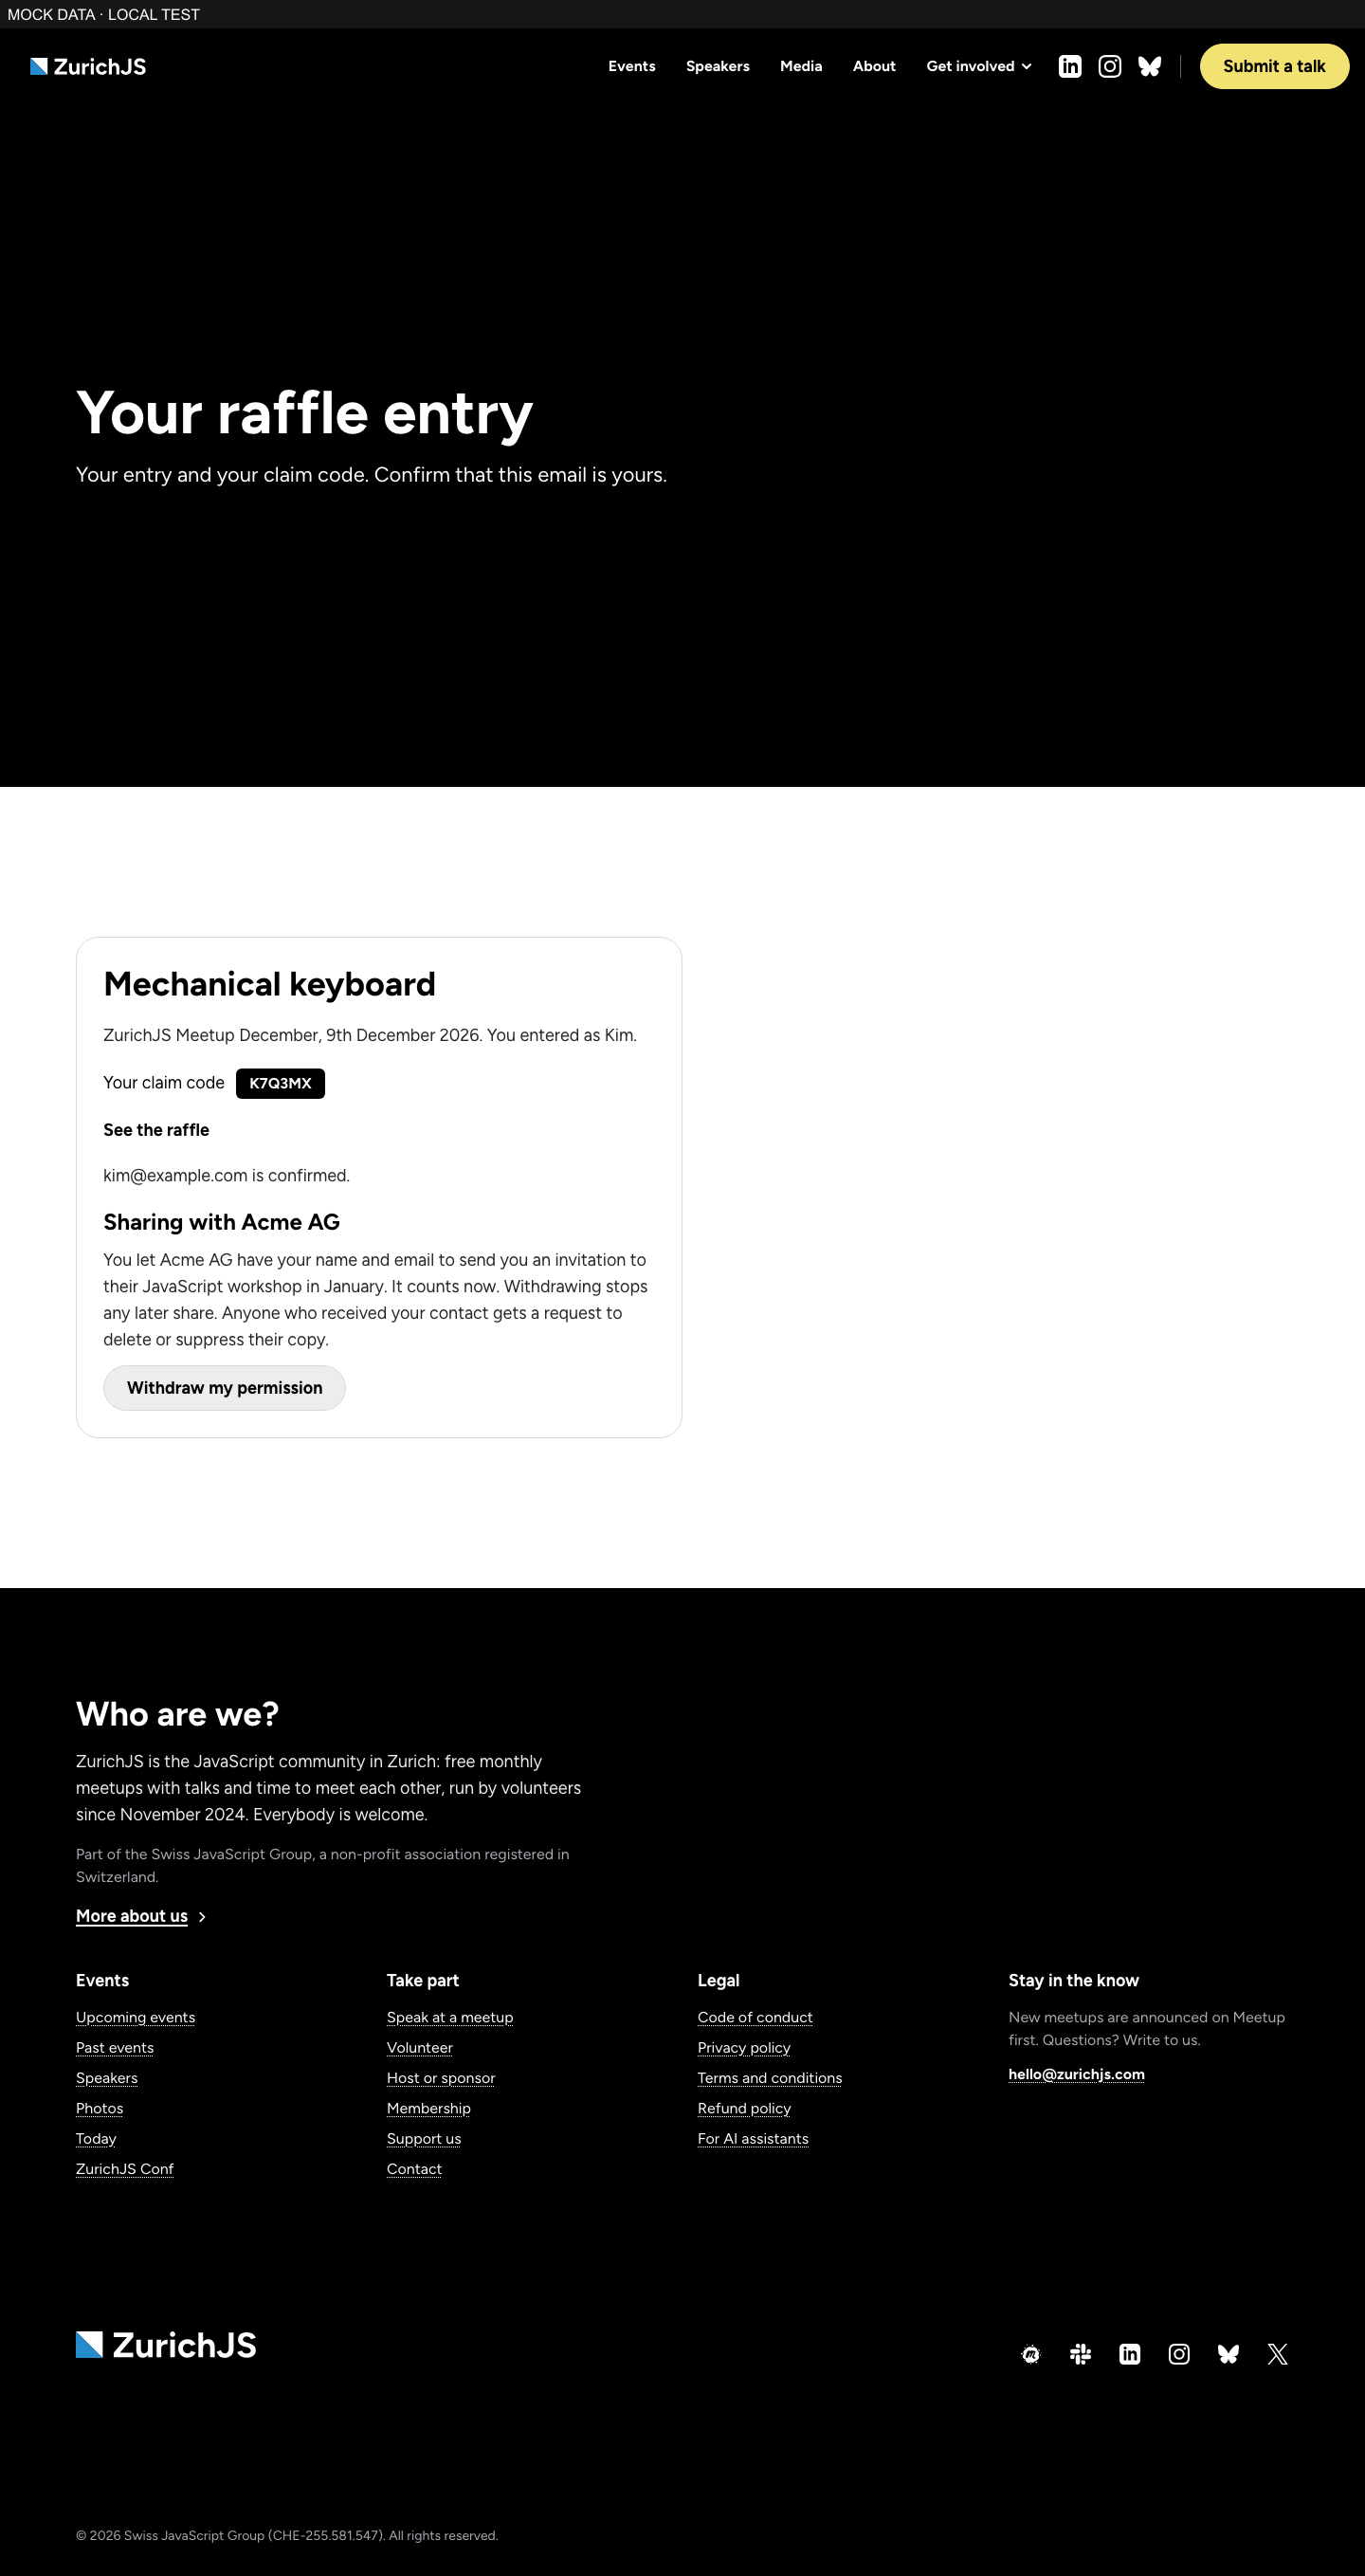 MOCK DATA · LOCAL TEST
ZurichJS
Events
Speakers
Media
About
Get involved
Submit a talk
Your raffle entry
Your entry and your claim code. Confirm that this email is yours.
Mechanical keyboard
ZurichJS Meetup December, 9th December 2026. You entered as Kim.
Your claim code K7Q3MX
See the raffle
kim@example.com is confirmed.
Sharing with Acme AG
You let Acme AG have your name and email to send you an invitation to
their JavaScript workshop in January. It counts now. Withdrawing stops
any later share. Anyone who received your contact gets a request to
delete or suppress their copy.
Withdraw my permission
Who are we?
ZurichJS is the JavaScript community in Zurich: free monthly
meetups with talks and time to meet each other, run by volunteers
since November 2024. Everybody is welcome.
Part of the Swiss JavaScript Group, a non-profit association registered in
Switzerland.
More about us
Events
Upcoming events
Past events
Speakers
Photos
Today
ZurichJS Conf
Take part
Speak at a meetup
Volunteer
Host or sponsor
Membership
Support us
Contact
Legal
Code of conduct
Privacy policy
Terms and conditions
Refund policy
For AI assistants
Stay in the know
New meetups are announced on Meetup
first. Questions? Write to us.
hello@zurichjs.com
ZurichJS
© 2026 Swiss JavaScript Group (CHE-255.581.547). All rights reserved.